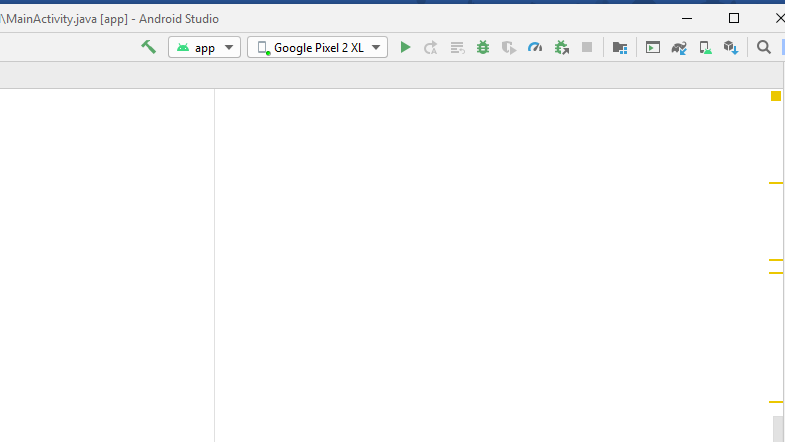 \MainActivity.java [app] - Android Studio
app
Google Pixel 2 XL